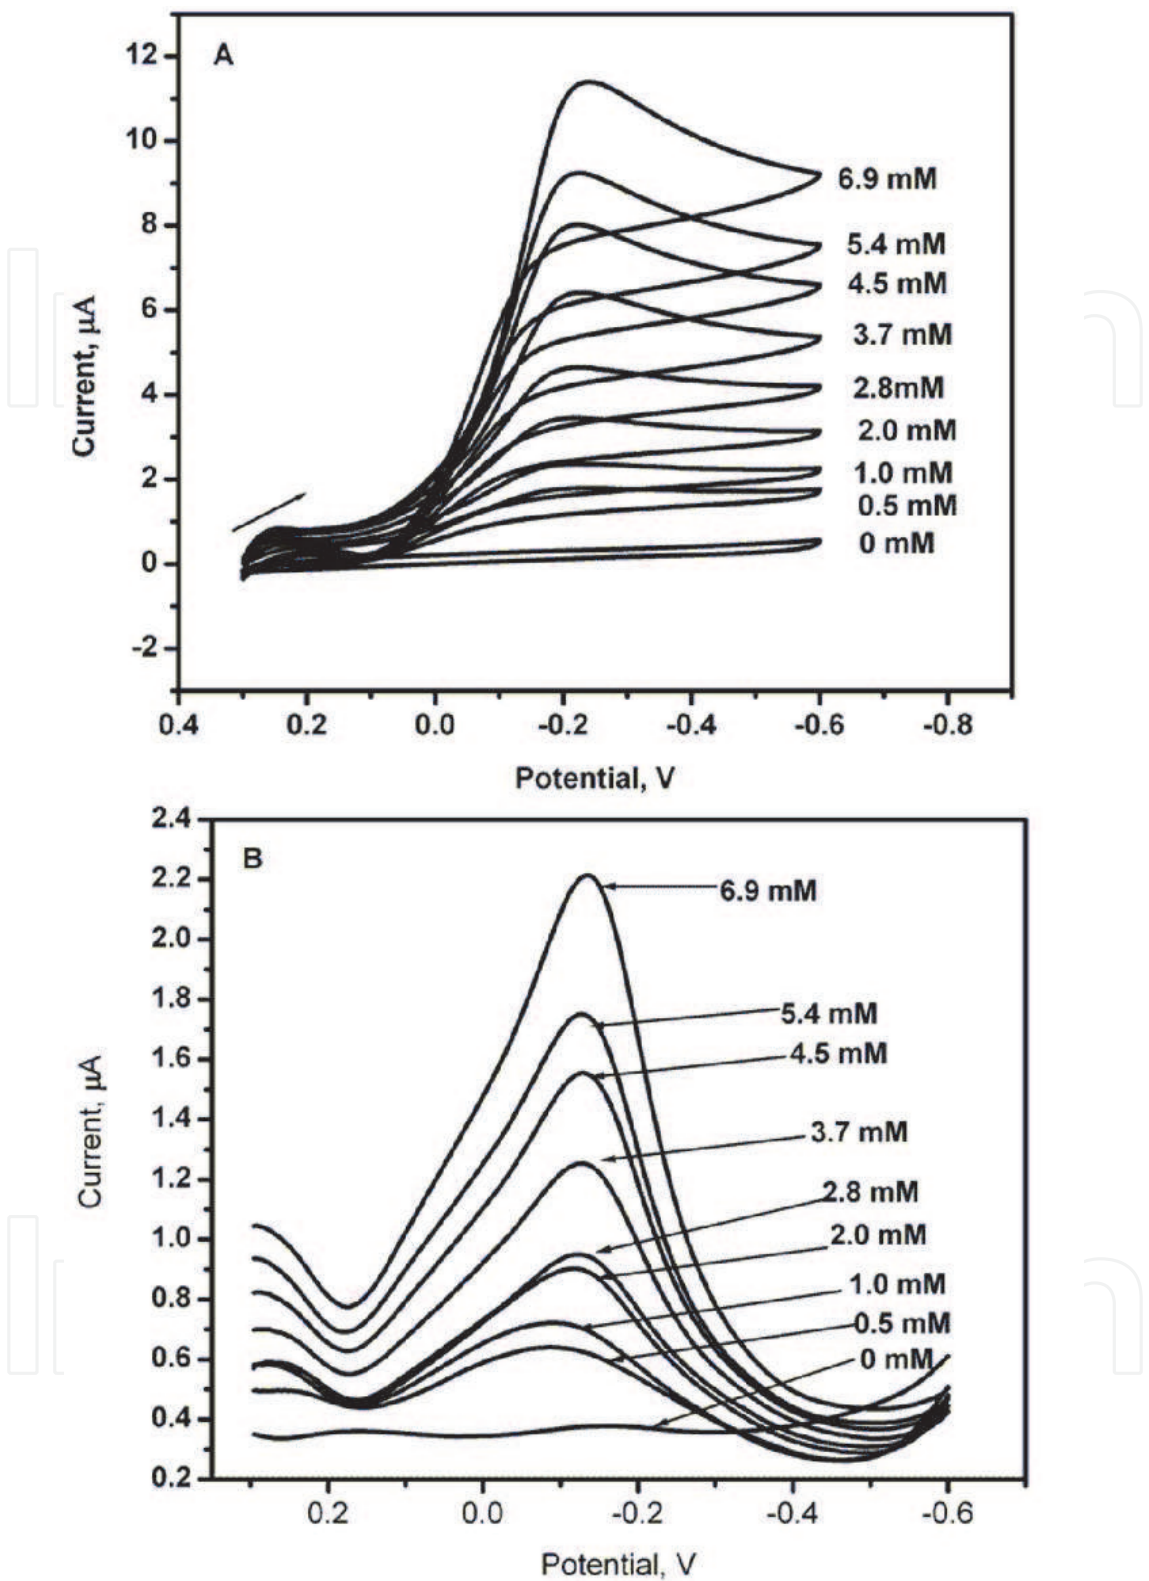 A
12
10
8
6
4
2
0
-2
Current, µA
6.9 mM
5.4 mM
4.5 mM
3.7 mM
2.8mM
2.0 mM
1.0 mM
0.5 mM
0 mM
0.4 0.2 0.0 -0.2 -0.4 -0.6 -0.8
Potential, V
B
2.4
2.2
2.0
1.8
1.6
1.4
1.2
1.0
0.8
0.6
0.4
0.2
Current, µA
6.9 mM
5.4 mM
4.5 mM
3.7 mM
2.8 mM
2.0 mM
1.0 mM
0.5 mM
0 mM
0.2 0.0 -0.2 -0.4 -0.6
Potential, V